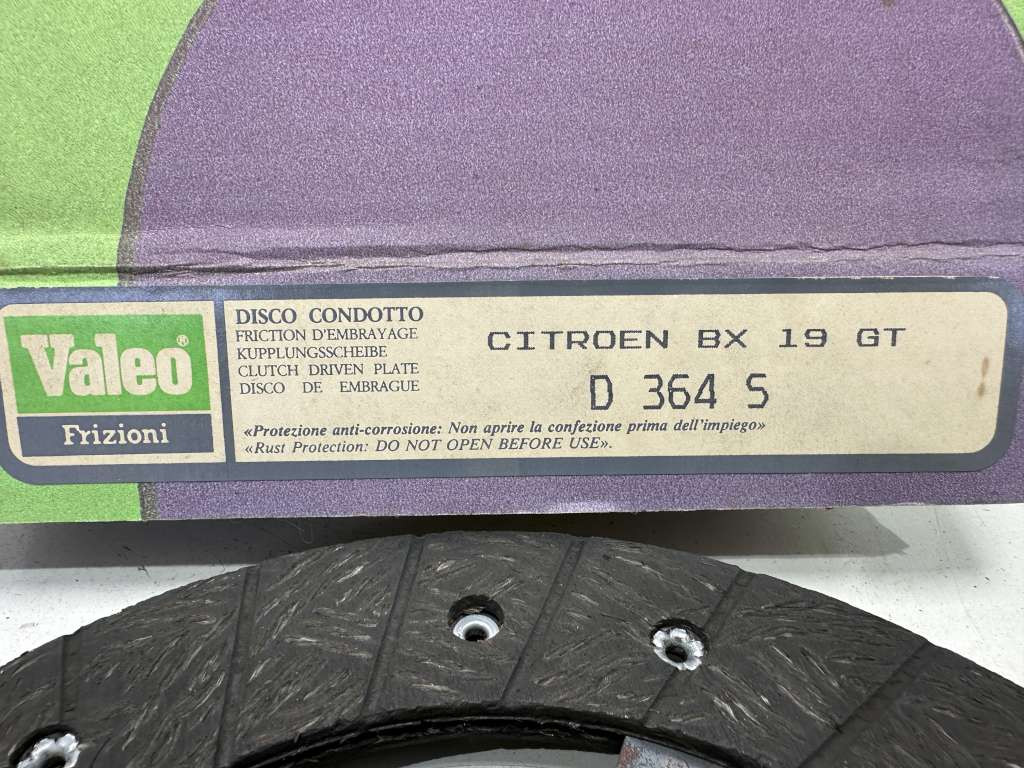 Valeo®
Frizioni
DISCO CONDOTTO
FRICTION D'EMBRAYAGE
KUPPLUNGSSCHEIBE
CLUTCH DRIVEN PLATE
DISCO DE EMBRAGUE
CITROEN BX 19 GT
D 364 S
«Protezione anti-corrosione: Non aprire la confezione prima dell'impiego»
«Rust Protection: DO NOT OPEN BEFORE USE».